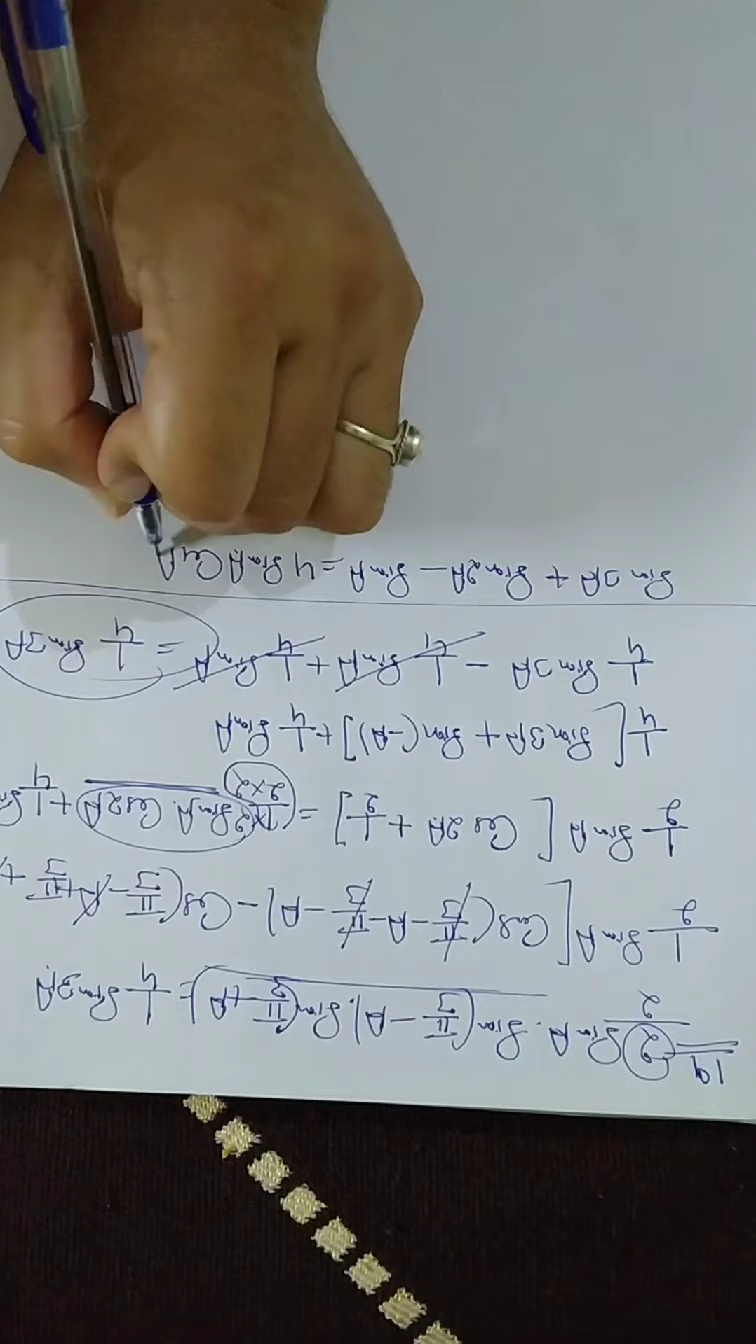 19 2/2 Sin A. Sin(π/3 - A). Sin(π/3 + A) = 1/4 Sin 3A
1/2 Sin A [Cos(π/3 - A - π/3 - A) - Cos(π/3 - A + π/3 +
1/2 Sin A [Cos 2A + 1/2] = 1×2 Sin A. Cos 2A/2×2 + 1/4
1/4 [Sin 3A + Sin(-A)] + 1/4 Sin A
1/4 Sin 3A - 1/4 Sin A + 1/4 Sin A = 1/4 Sin 3A
Sin 3A + Sin 2A - Sin A = 4 Sin A Cos A